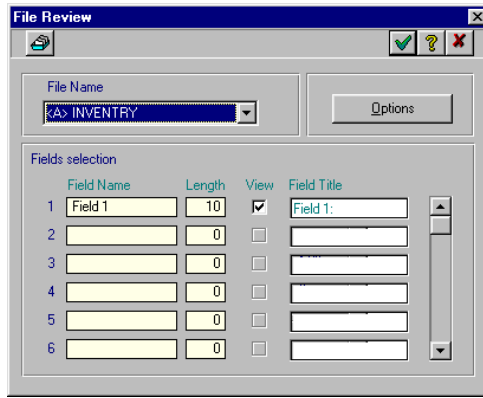 File Review
File Name
<A> INVENTRY
Options
Fields selection
Field Name Length View Field Title
1 Field 1 10 Field 1:
2 0
3 0
4 0
5 0
6 0